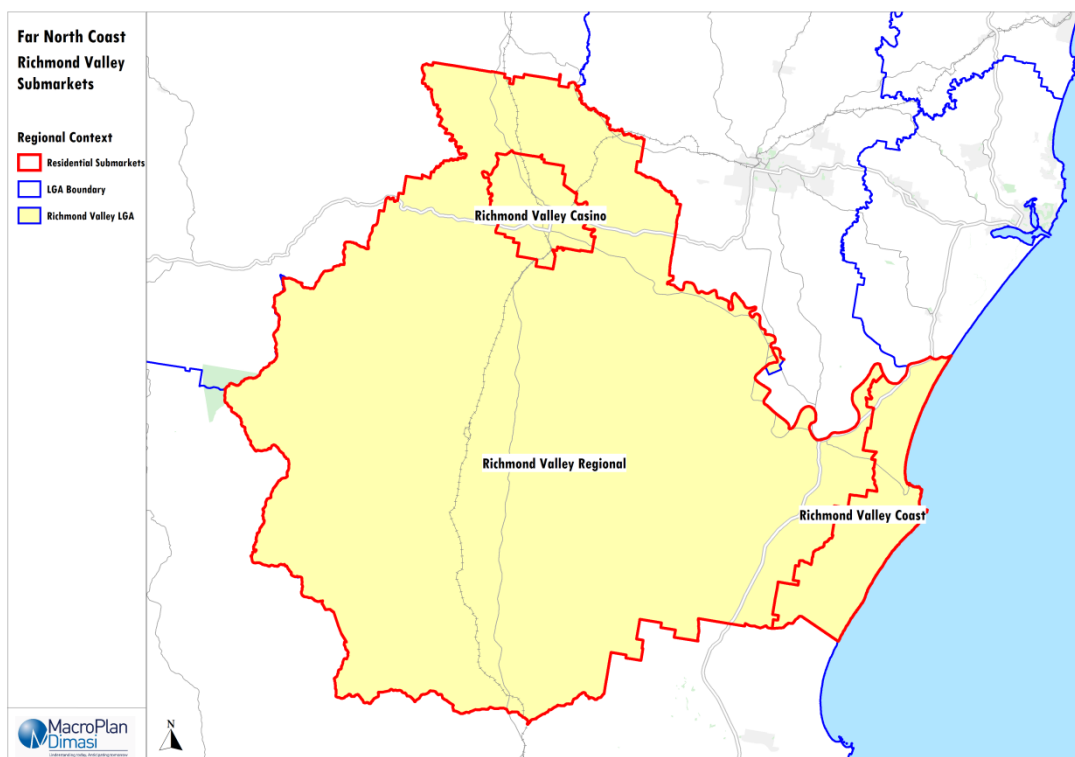 Far North Coast
Richmond Valley
Submarkets
Regional Context
Residential Submarkets
LGA Boundary
Richmond Valley LGA
Richmond Valley Casino
Richmond Valley Regional
Richmond Valley Coast
MacroPlan
Dimasi
N